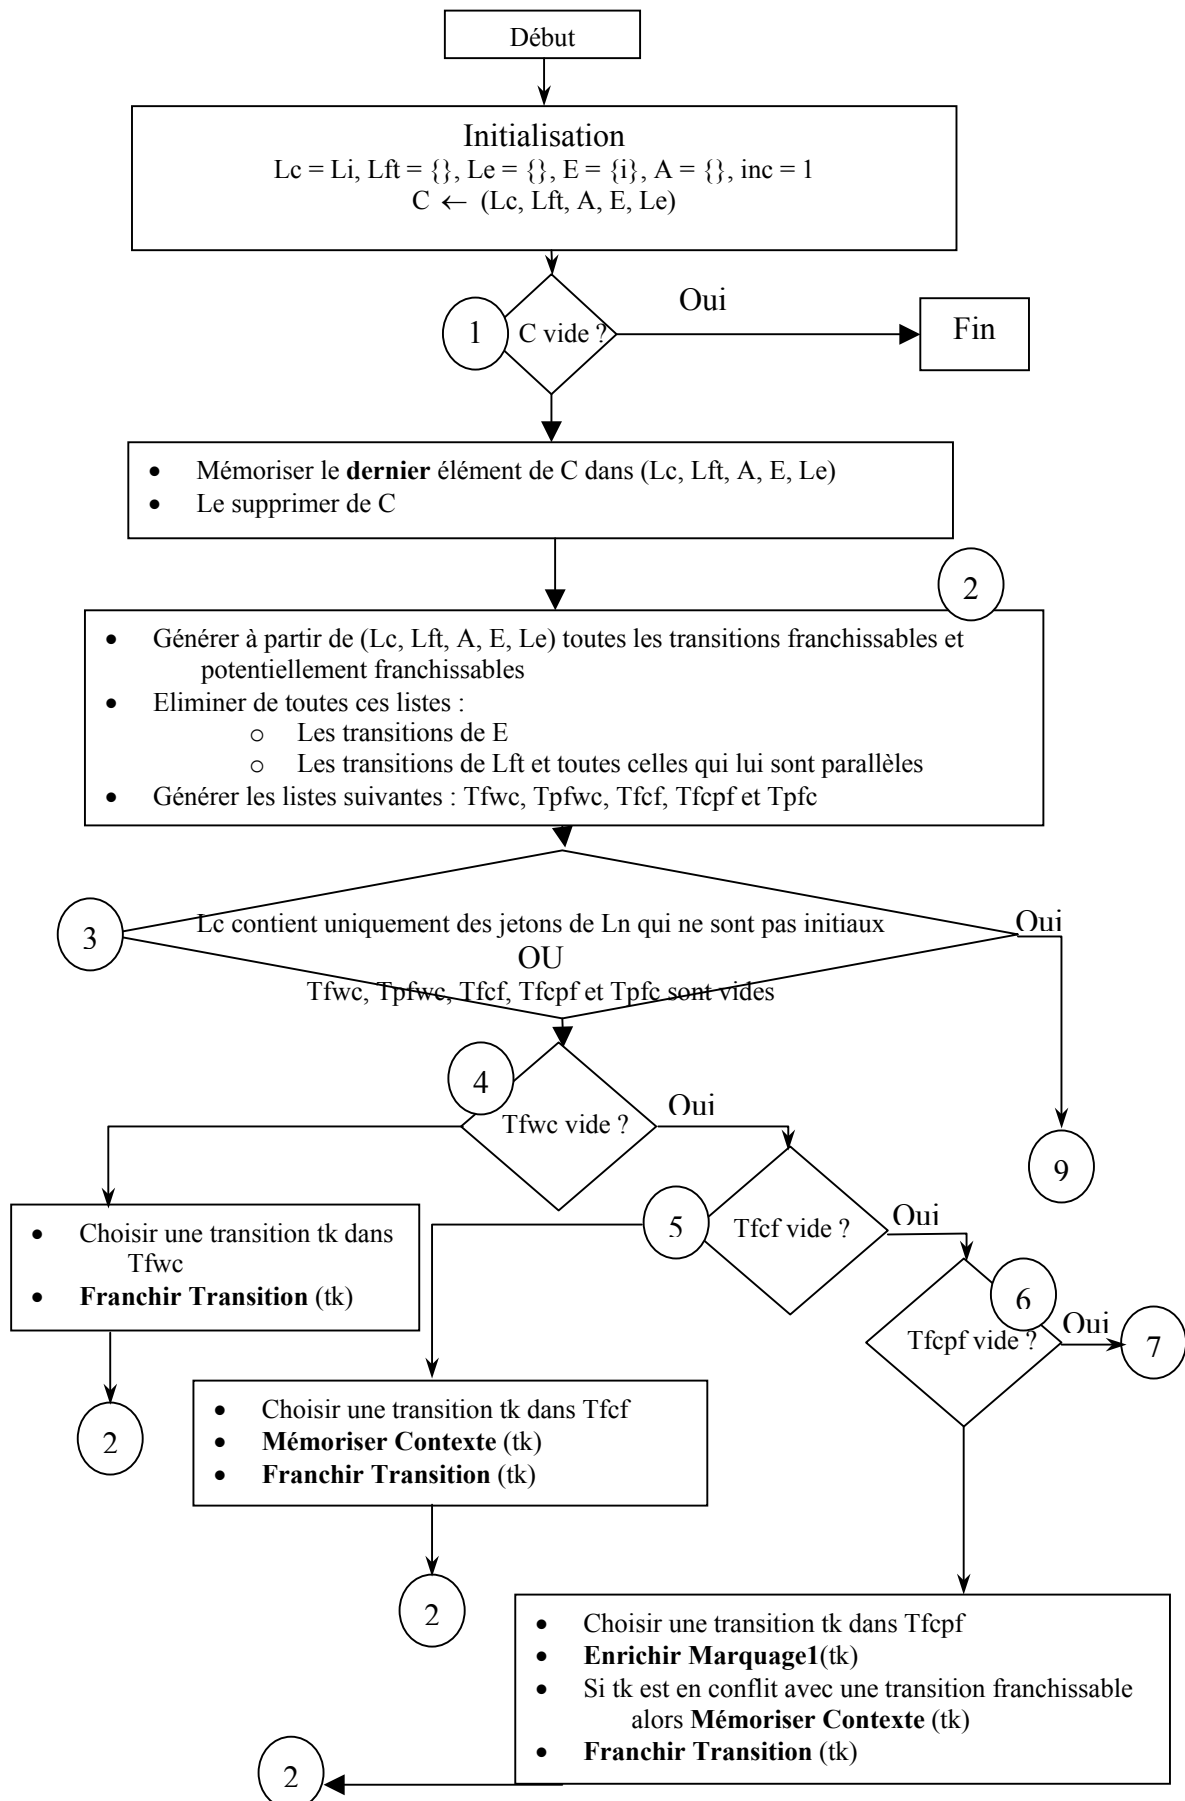 Début
Initialisation
Lc = Li, Lft = {}, Le = {}, E = {i}, A = {}, inc = 1
C ← (Lc, Lft, A, E, Le)
1
C vide ?
Oui
Fin
• Mémoriser le dernier élément de C dans (Lc, Lft, A, E, Le)
• Le supprimer de C
2
• Générer à partir de (Lc, Lft, A, E, Le) toutes les transitions franchissables et
potentiellement franchissables
• Eliminer de toutes ces listes :
o Les transitions de E
o Les transitions de Lft et toutes celles qui lui sont parallèles
• Générer les listes suivantes : Tfwc, Tpfwc, Tfcf, Tfcpf et Tpfc
3
Lc contient uniquement des jetons de Ln qui ne sont pas initiaux
OU
Tfwc, Tpfwc, Tfcf, Tfcpf et Tpfc sont vides
Oui
4
Tfwc vide ?
Oui
9
• Choisir une transition tk dans
Tfwc
• Franchir Transition (tk)
2
5
Tfcf vide ?
Oui
6
Tfcpf vide ?
Oui
7
• Choisir une transition tk dans Tfcf
• Mémoriser Contexte (tk)
• Franchir Transition (tk)
2
• Choisir une transition tk dans Tfcpf
• Enrichir Marquage1(tk)
• Si tk est en conflit avec une transition franchissable
alors Mémoriser Contexte (tk)
• Franchir Transition (tk)
2